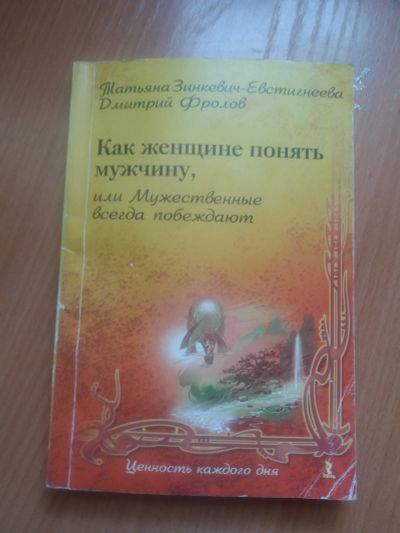 Татьяна Зинкевич-Евстигнеева
Дмитрий Фролов
Как женщине понять
мужчину,
или Мужественные
всегда побеждают
Ценность каждого дня